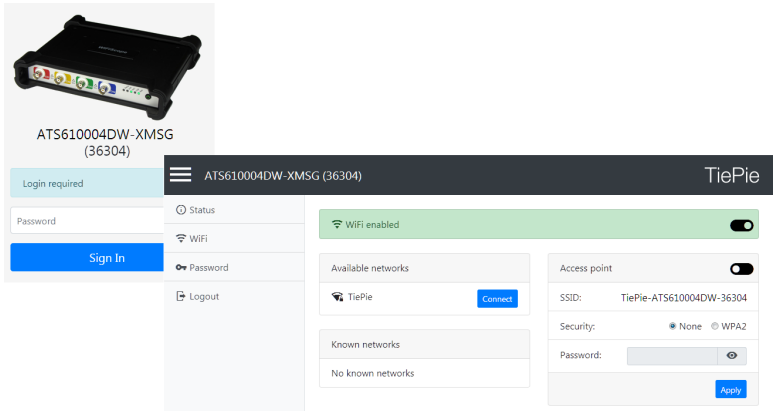 ATS610004DW-XMSG
(36304)
Login required
Password
Sign In
ATS610004DW-XMSG (36304)
TiePie
Status
WiFi
Password
Logout
WiFi enabled
Available networks
TiePie
Connect
Known networks
No known networks
Access point
SSID: TiePie-ATS610004DW-36304
Security: None WPA2
Password:
Apply